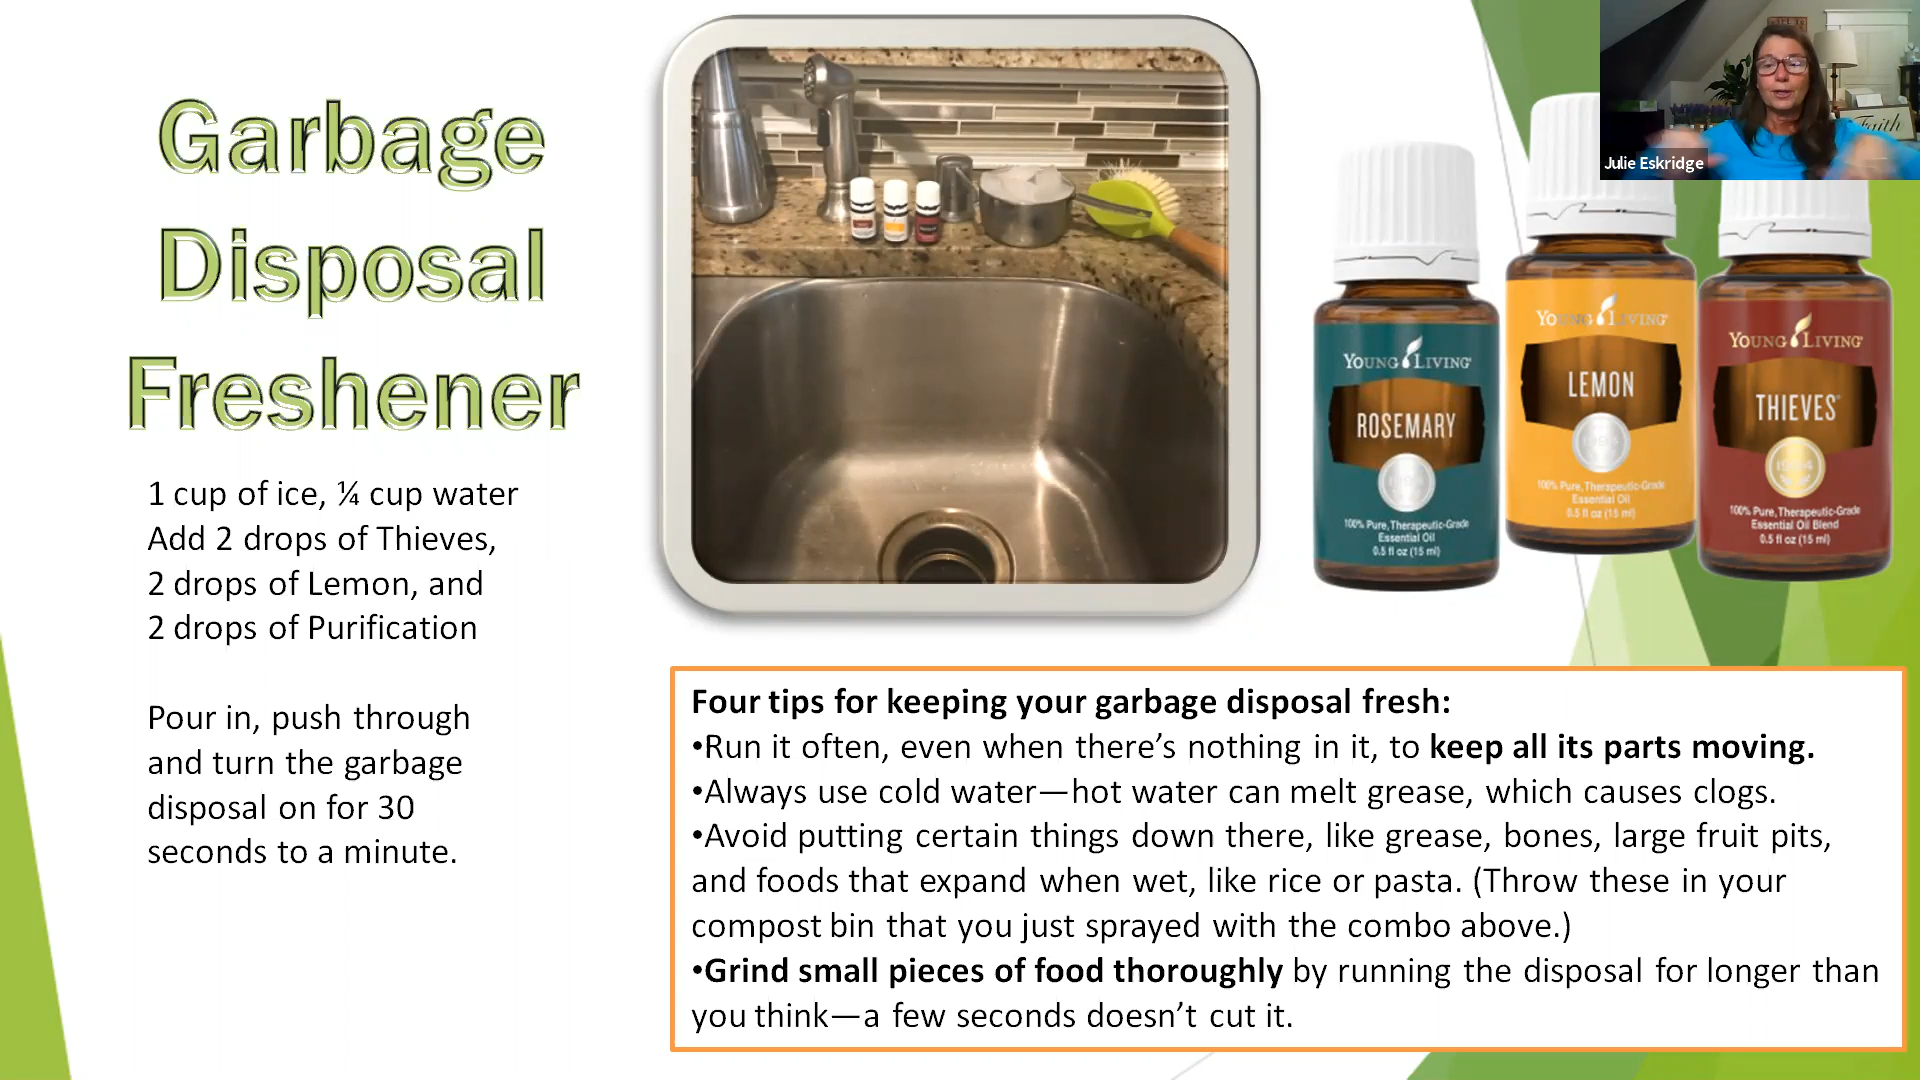 Garbage
Disposal
Freshener
1 cup of ice, ¼ cup water
Add 2 drops of Thieves,
2 drops of Lemon, and
2 drops of Purification
Pour in, push through
and turn the garbage
disposal on for 30
seconds to a minute.
YOUNG LIVING
ROSEMARY
100% Pure, Therapeutic-Grade
Essential Oil
0.5 fl oz (15 ml)
YOUNG LIVING
LEMON
100% Pure, Therapeutic-Grade
Essential Oil
0.5 fl oz (15 ml)
YOUNG LIVING
THIEVES
100% Pure, Therapeutic-Grade
Essential Oil Blend
0.5 fl oz (15 ml)
Faith
Julie Eskridge
Four tips for keeping your garbage disposal fresh:
•Run it often, even when there’s nothing in it, to keep all its parts moving.
•Always use cold water—hot water can melt grease, which causes clogs.
•Avoid putting certain things down there, like grease, bones, large fruit pits,
and foods that expand when wet, like rice or pasta. (Throw these in your
compost bin that you just sprayed with the combo above.)
•Grind small pieces of food thoroughly by running the disposal for longer than
you think—a few seconds doesn’t cut it.